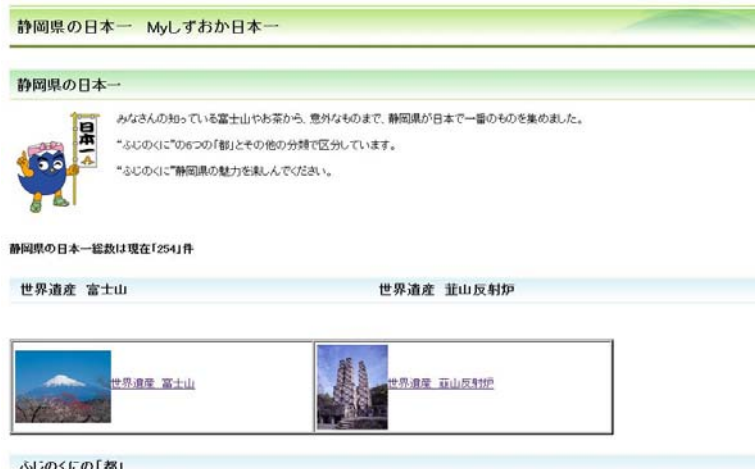 静岡県の日本一　Myしずおか日本一
静岡県の日本一
日本一
みなさんの知っている富士山やお茶から、意外なものまで、静岡県が日本で一番のものを集めました。
“ふじのくに”の6つの「都」とその他の分類で区分しています。
“ふじのくに”静岡県の魅力を楽しんでください。
静岡県の日本一総数は現在「254」件
世界遺産　富士山　世界遺産　韮山反射炉
世界遺産　富士山　世界遺産　韮山反射炉
ふじのくにの「都」